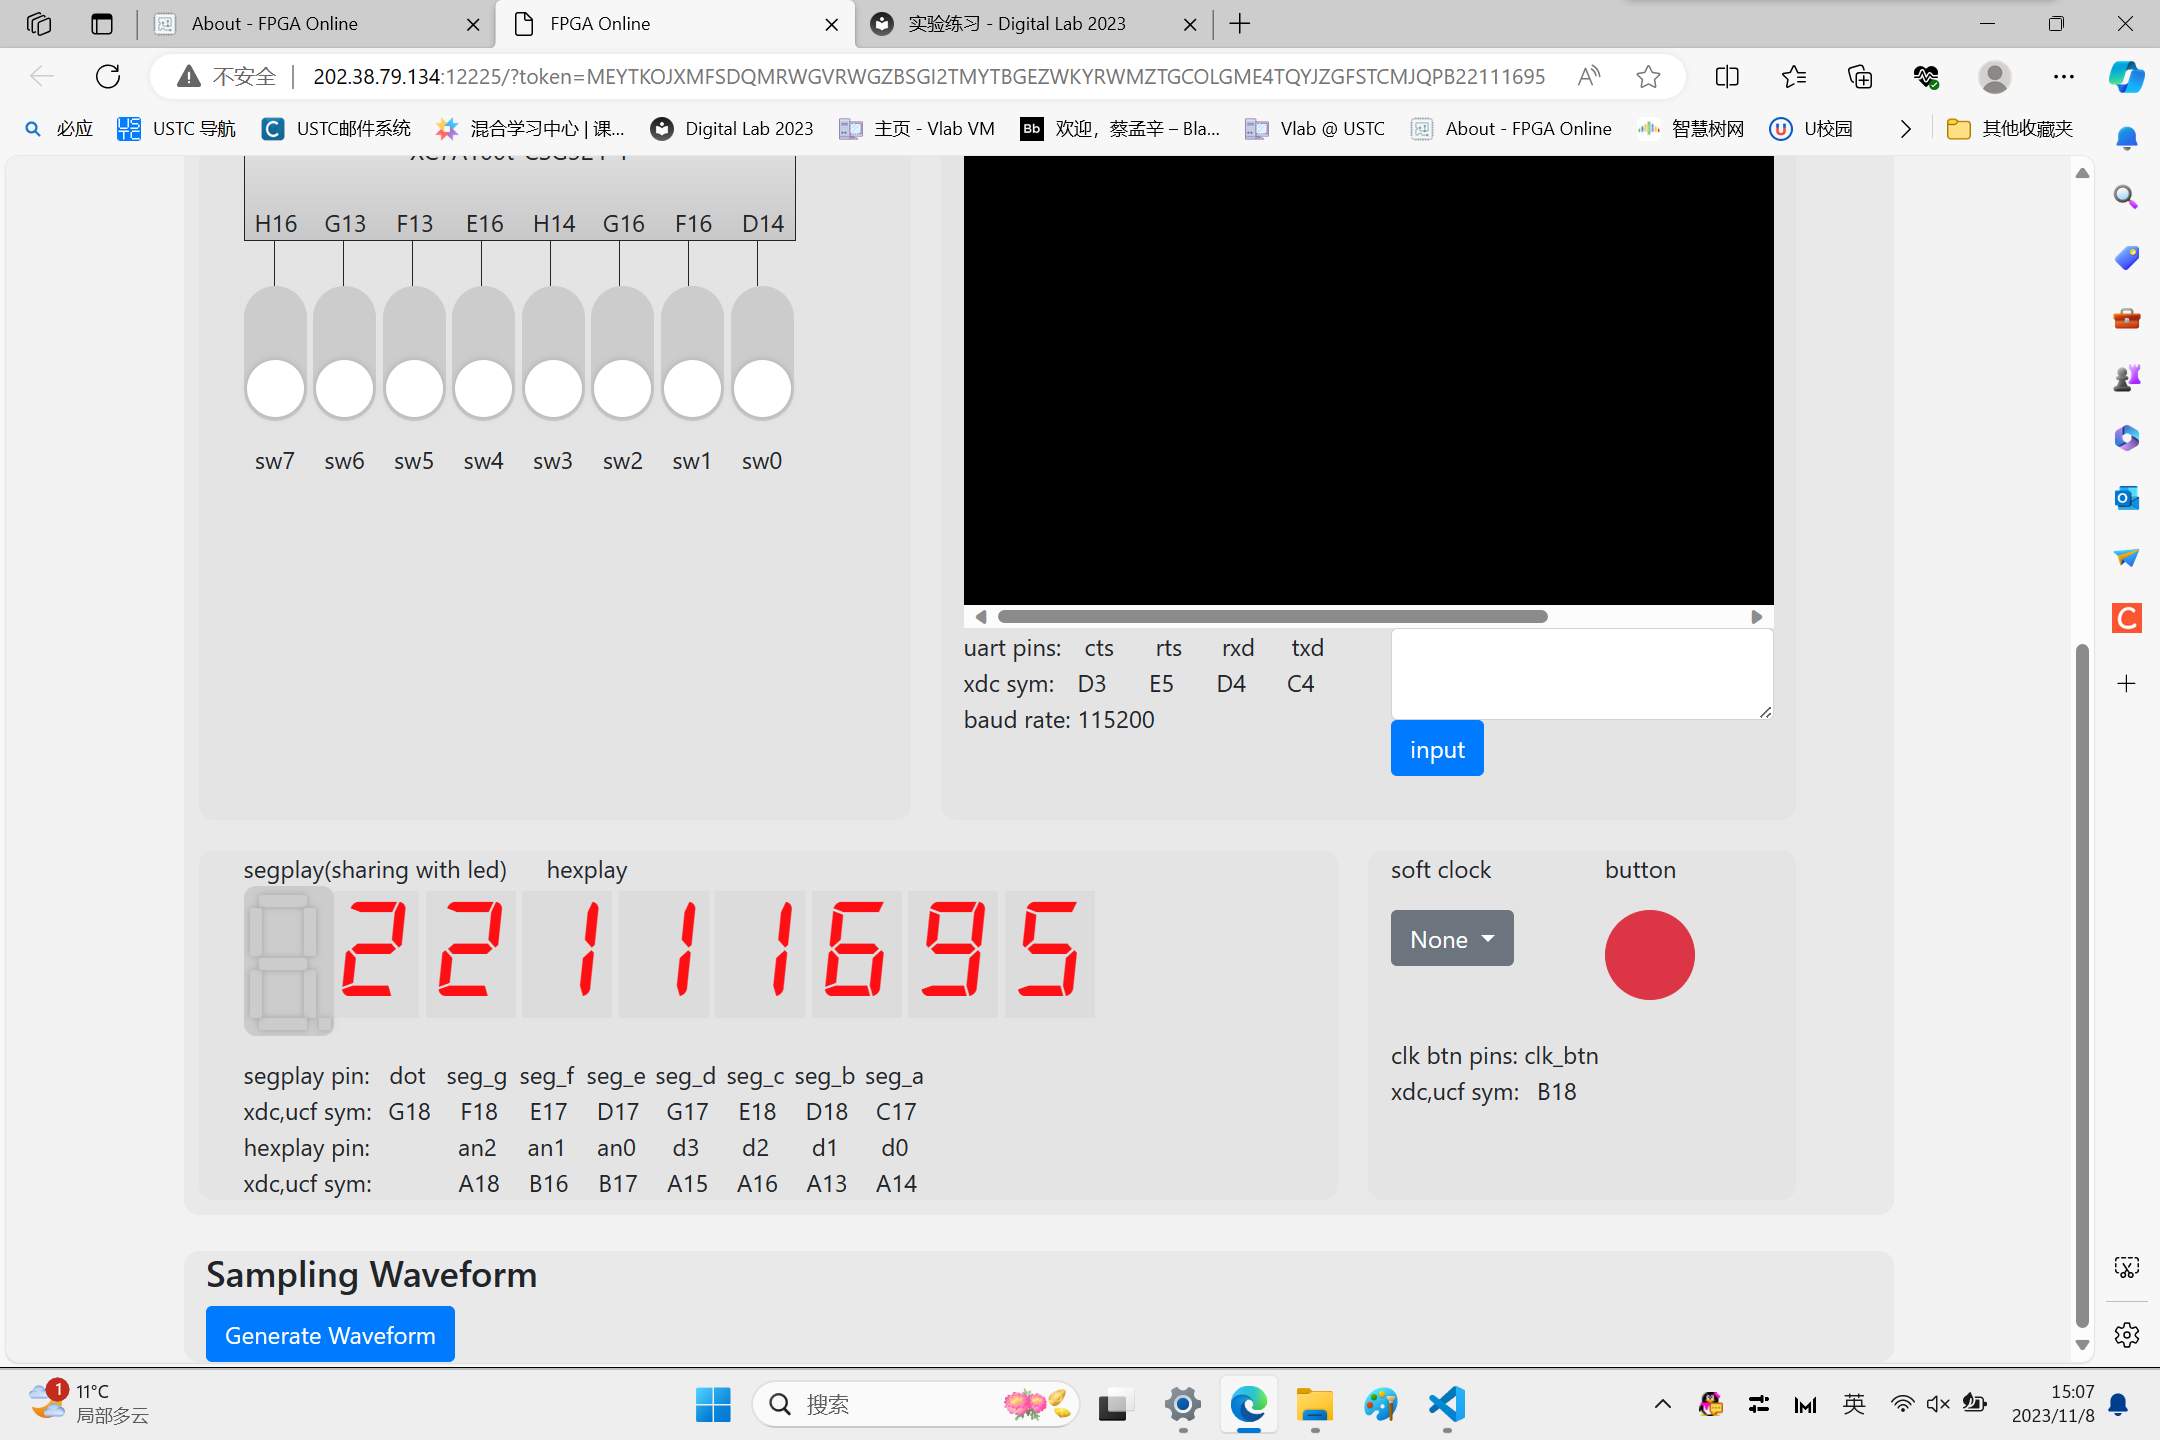 About - FPGA Online
FPGA Online
实验练习 - Digital Lab 2023
不安全
202.38.79.134:12225/?token=MEYTKOJXMFSDQMRWGVRWGZBSGI2TMYTBGEZWKYRWMZTGCOLGME4TQYJZGFSTCMJQPB22111695
必应
USTC 导航
USTC邮件系统
混合学习中心 | 课...
Digital Lab 2023
主页 - Vlab VM
欢迎，蔡孟辛 – Bla...
Vlab @ USTC
About - FPGA Online
智慧树网
U校园
其他收藏夹
H16 G13 F13 E16 H14 G16 F16 D14
sw7 sw6 sw5 sw4 sw3 sw2 sw1 sw0
uart pins: cts rts rxd txd
xdc sym: D3 E5 D4 C4
baud rate: 115200
input
segplay(sharing with led) hexplay
22111695
segplay pin: dot seg_g seg_f seg_e seg_d seg_c seg_b seg_a
xdc,ucf sym: G18 F18 E17 D17 G17 E18 D18 C17
hexplay pin: an2 an1 an0 d3 d2 d1 d0
xdc,ucf sym: A18 B16 B17 A15 A16 A13 A14
soft clock button
None
clk btn pins: clk_btn
xdc,ucf sym: B18
Sampling Waveform
Generate Waveform
1
11°C
局部多云
搜索
英
15:07
2023/11/8